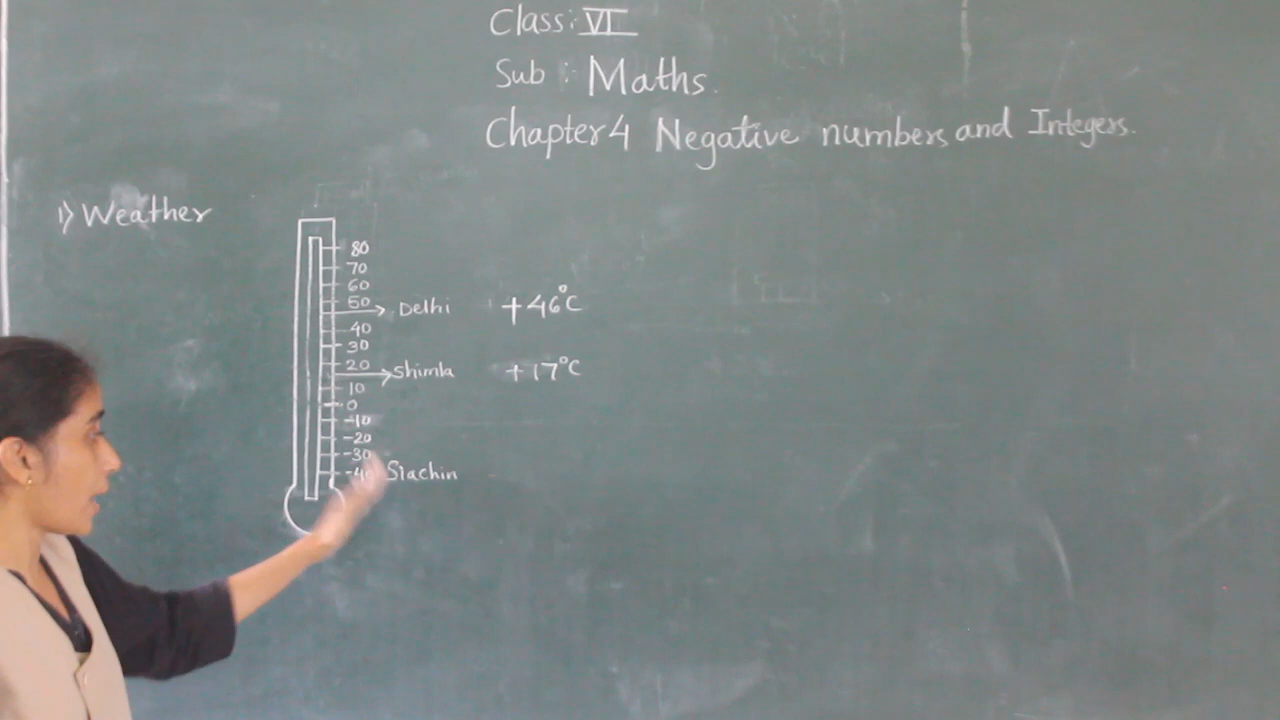 Class: VI
Sub :- Maths.
Chapter 4 Negative numbers and Integers.
1) Weather
80
70
60
50 Delhi +46°C
40
30
20
Shimla +17°C
10
0
-10
-20
-30
-40 Siachin